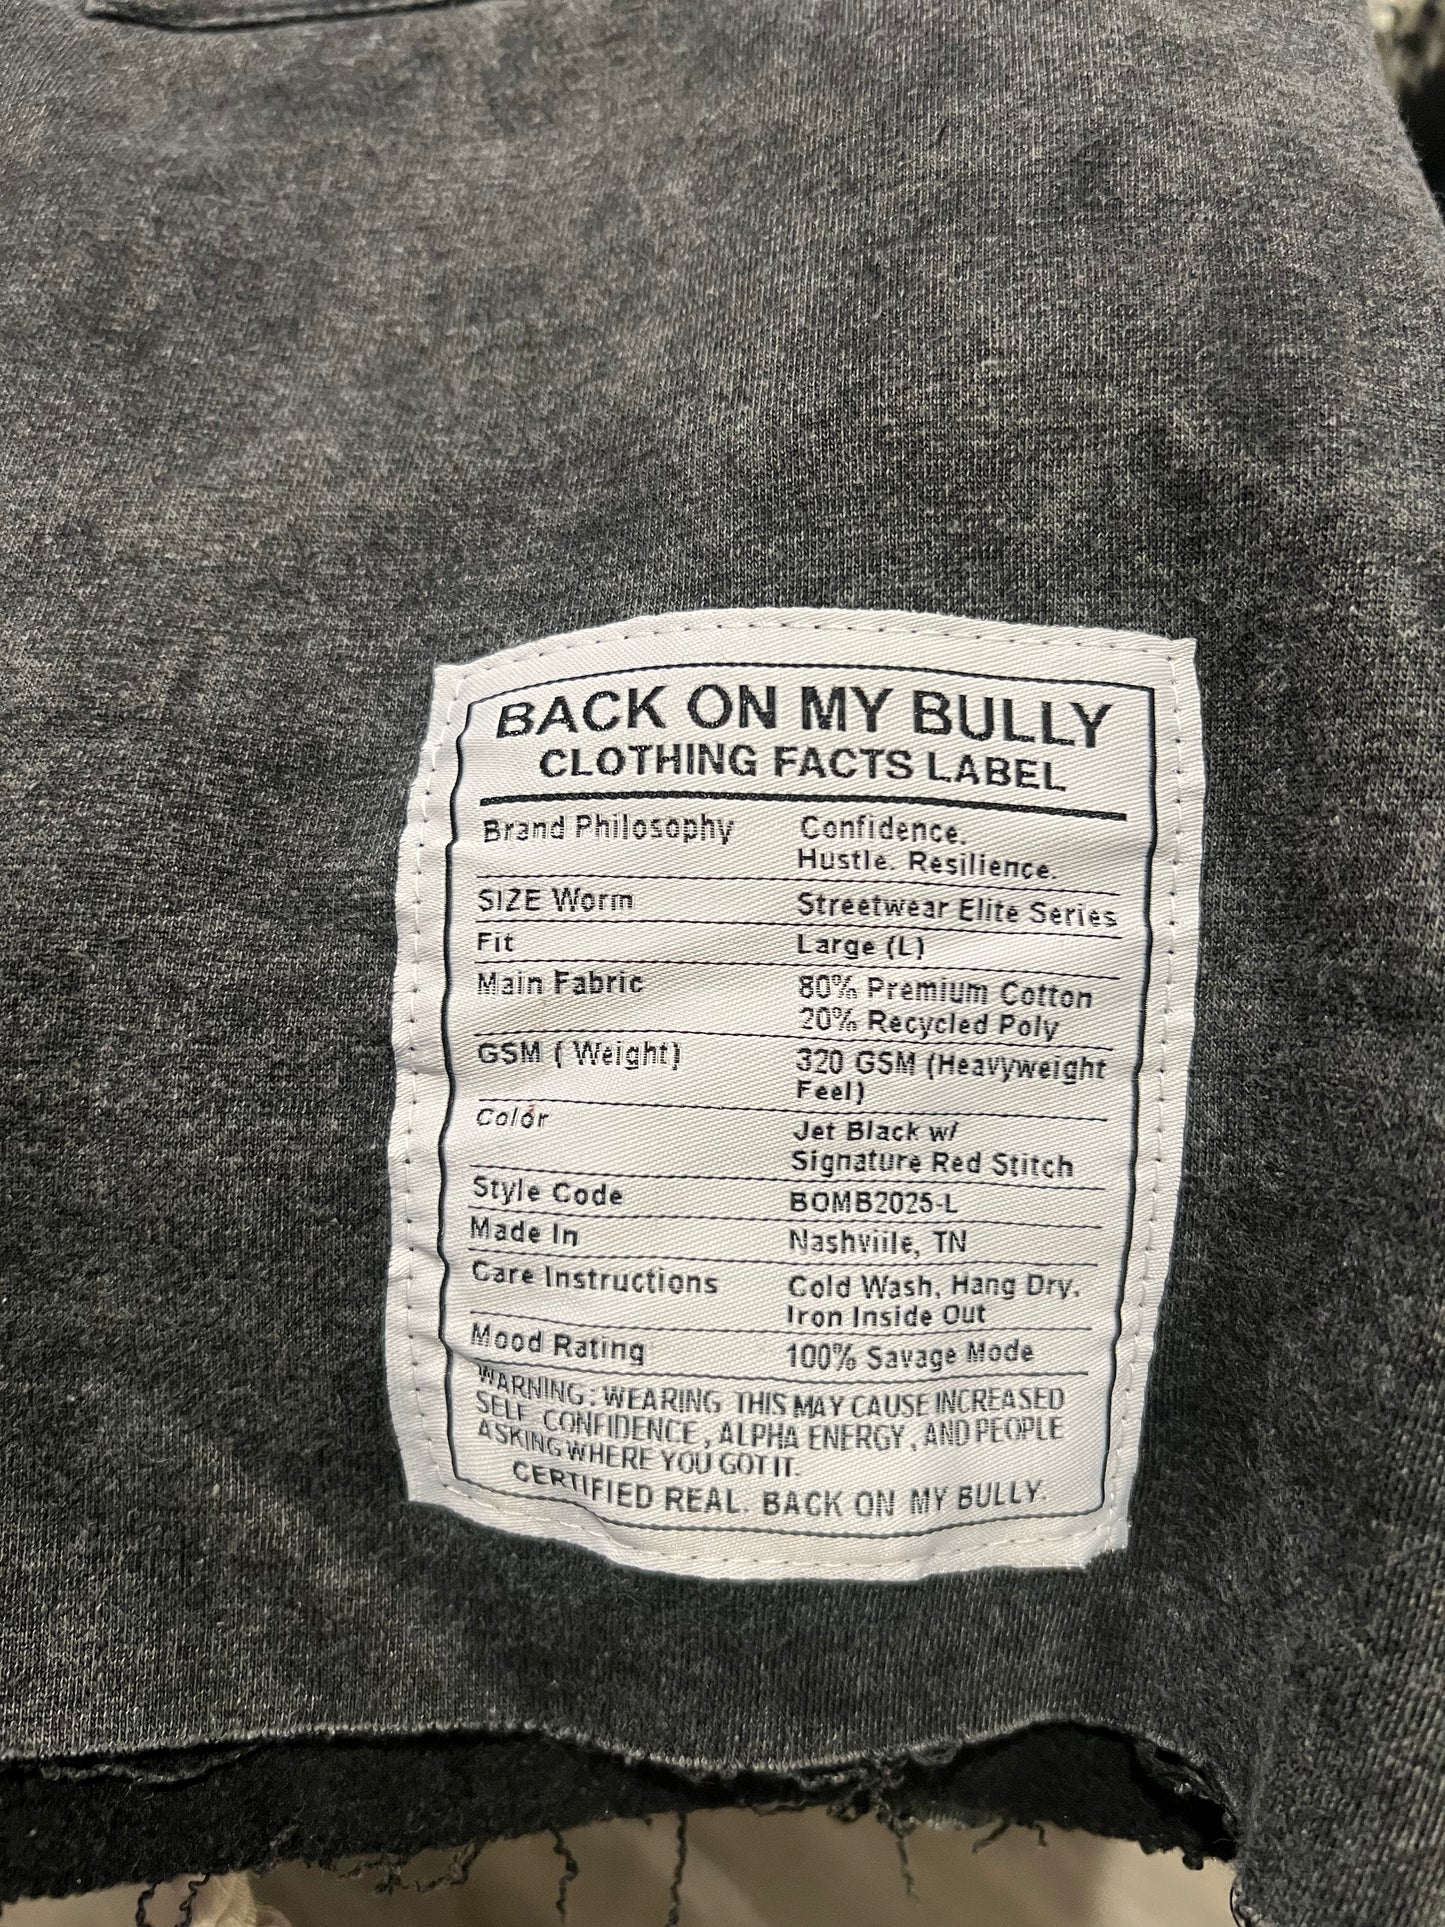 BACK ON MY BULLY
CLOTHING FACTS LABEL
Brand Philosophy Confidence.
Hustle. Resilience.
SIZE Worm Streetwear Elite Series
Fit Large (L)
Main Fabric 80% Premium Cotton
20% Recycled Poly
GSM ( Weight) 320 GSM (Heavyweight
Feel)
Color Jet Black w/
Signature Red Stitch
Style Code BOMB2025-L
Made In Nashviile, TN
Care Instructions Cold Wash, Hang Dry,
Iron Inside Out
Mood Rating 100% Savage Mode
WARNING: WEARING THIS MAY CAUSE INCREASED
SELF CONFIDENCE, ALPHA ENERGY, AND PEOPLE
ASKING WHERE YOU GOT IT.
CERTIFIED REAL. BACK ON MY BULLY.